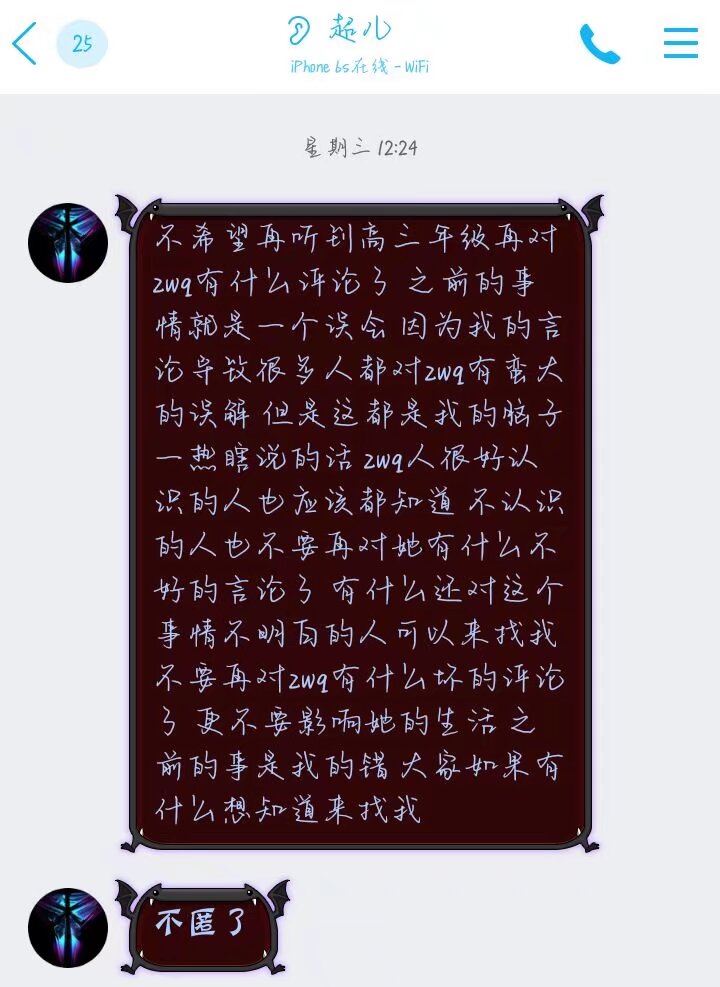 25
超儿
iPhone 6s在线 - WiFi
星期三 12:24
不希望再听到高三年级再对
zwq有什么评论了 之前的事
情就是一个误会 因为我的言
论导致很多人都对zwq有蛮大
的误解 但是这都是我的脑子
一热瞎说的话 zwq人很好认
识的人也应该都知道 不认识
的人也不要再对她有什么不
好的言论了 有什么还对这个
事情不明白的人可以来找我
不要再对zwq有什么坏的评论
了 更不要影响她的生活 之
前的事是我的错 大家如果有
什么想知道来找我
不匿了